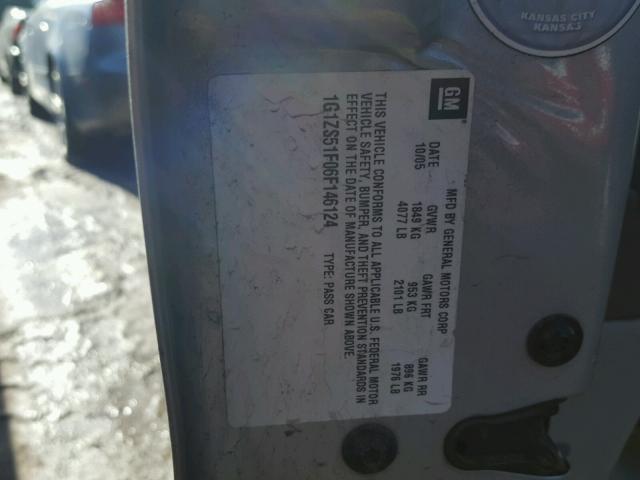 KANSAS CITY
KANSAS
GM
MFD BY GENERAL MOTORS CORP
DATE GVWR GAWR FRT GAWR RR
10/05 1849 KG 953 KG 896 KG
4077 LB 2101 LB 1976 LB
THIS VEHICLE CONFORMS TO ALL APPLICABLE U.S. FEDERAL MOTOR
VEHICLE SAFETY, BUMPER, AND THEFT PREVENTION STANDARDS IN
EFFECT ON THE DATE OF MANUFACTURE SHOWN ABOVE.
1G1ZS51F06F146124 TYPE: PASS CAR